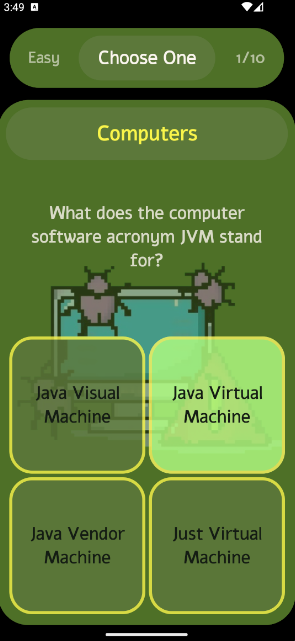 3:49 A
Easy Choose One 1/10
Computers
What does the computer
software acronym JVM stand
for?
Java Visual
Machine
Java Virtual
Machine
Java Vendor
Machine
Just Virtual
Machine